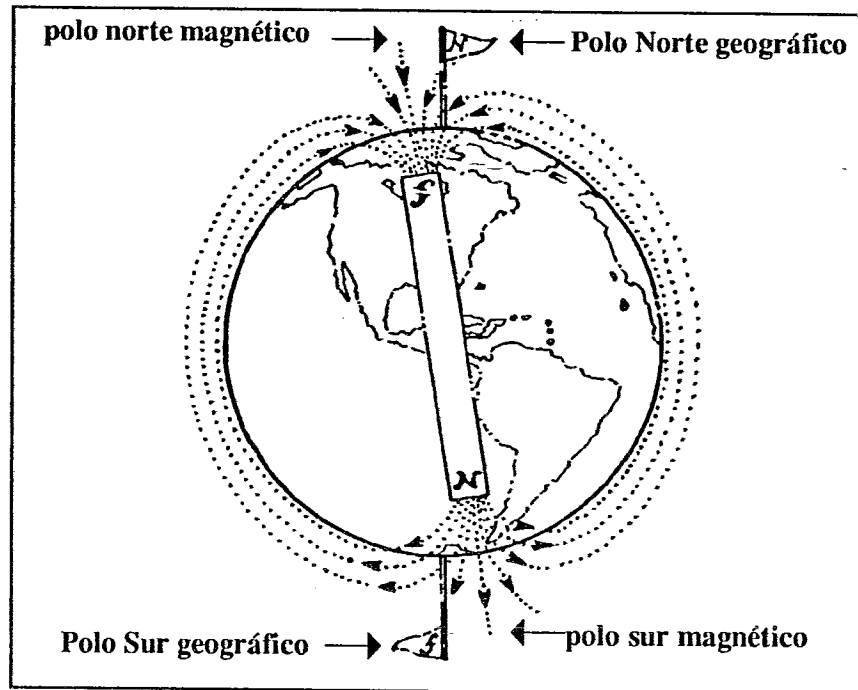 polo norte magnético
Polo Norte geográfico
N
S
N
Polo Sur geográfico
S
polo sur magnético